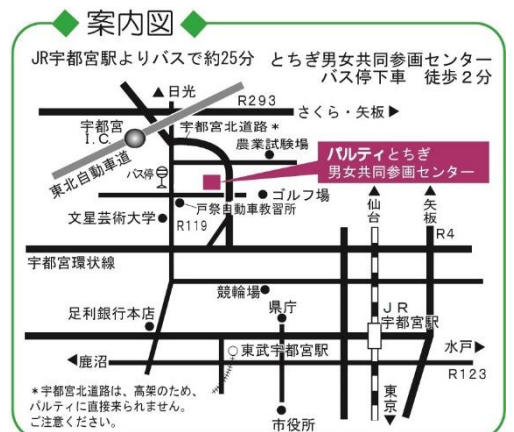 案内図
JR宇都宮駅よりバスで約25分 とちぎ男女共同参画センター
バス停下車 徒歩2分
▲日光
R293
さくら・矢板▶
宇都宮
I.C.
宇都宮北道路*
農業試験場
東北自動車道
バス停
パルティとちぎ
男女共同参画センター
ゴルフ場
戸祭自動車教習所
文星芸術大学
R119
▲仙台
▲矢板
R4
宇都宮環状線
競輪場
足利銀行本店
県庁
JR
宇都宮駅
水戸▶
◀鹿沼
東武宇都宮駅
R123
*宇都宮北道路は、高架のため、
パルティに直接来られません。
ご注意ください。
市役所
東京▼